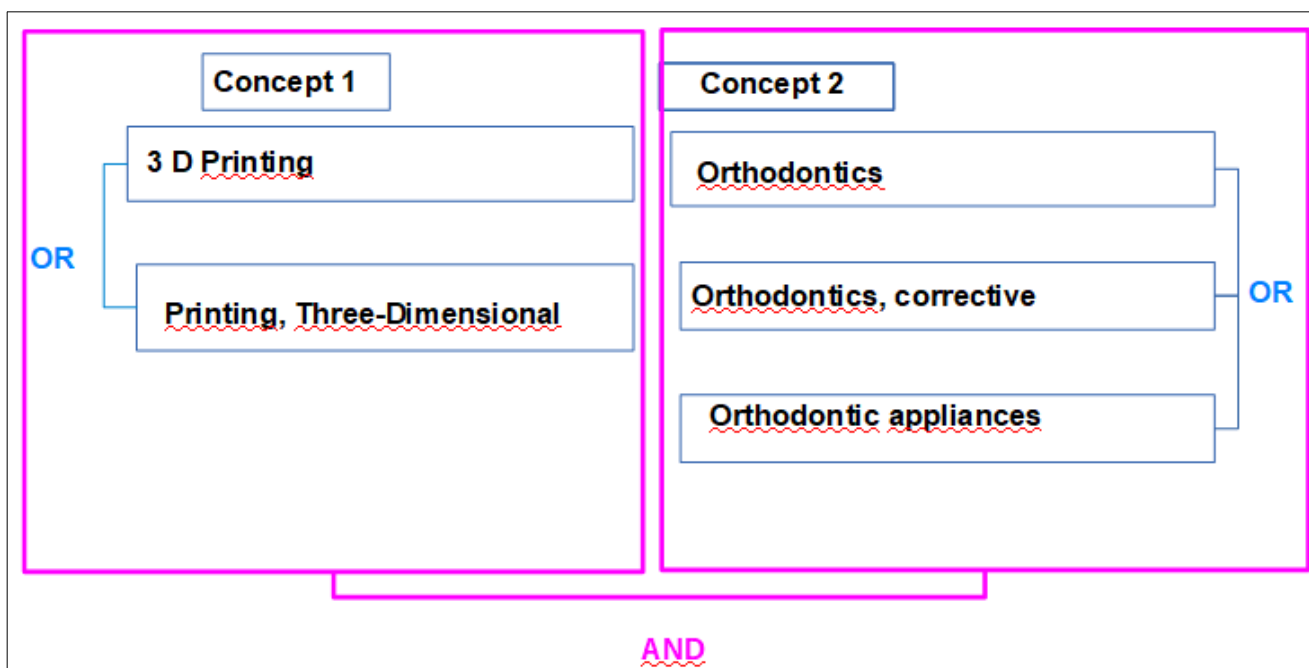 Concept 1
3 D Printing
OR
Printing, Three-Dimensional
Concept 2
Orthodontics
Orthodontics, corrective
OR
Orthodontic appliances
AND